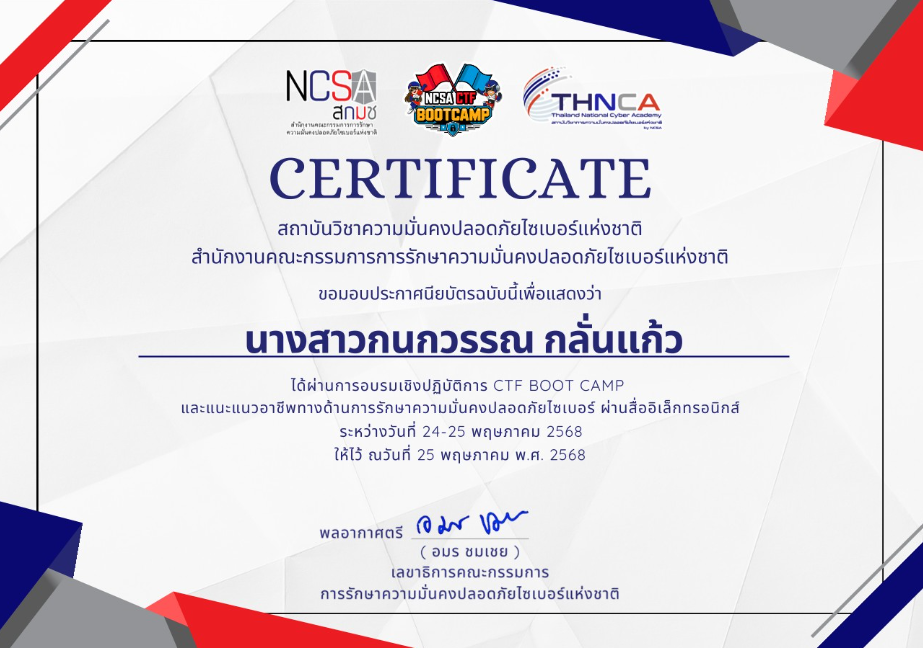 NCSA
สกมช
สำนักงานคณะกรรมการการรักษา
ความมั่นคงปลอดภัยไซเบอร์แห่งชาติ
NCSA CTF
BOOTCAMP
THNCA
Thailand National Cyber Academy
สถาบันวิชาการความมั่นคงปลอดภัยไซเบอร์แห่งชาติ
by NCSA
CERTIFICATE
สถาบันวิชาความมั่นคงปลอดภัยไซเบอร์แห่งชาติ
สำนักงานคณะกรรมการการรักษาความมั่นคงปลอดภัยไซเบอร์แห่งชาติ
ขอมอบประกาศนียบัตรฉบับนี้เพื่อแสดงว่า
นางสาวกนกวรรณ กลั่นแก้ว
ได้ผ่านการอบรมเชิงปฏิบัติการ CTF BOOT CAMP
และแนะแนวอาชีพทางด้านการรักษาความมั่นคงปลอดภัยไซเบอร์ ผ่านสื่ออิเล็กทรอนิกส์
ระหว่างวันที่ 24-25 พฤษภาคม 2568
ให้ไว้ ณวันที่ 25 พฤษภาคม พ.ศ. 2568
พลอากาศตรี อมร ชมเชย
( อมร ชมเชย )
เลขาธิการคณะกรรมการ
การรักษาความมั่นคงปลอดภัยไซเบอร์แห่งชาติ